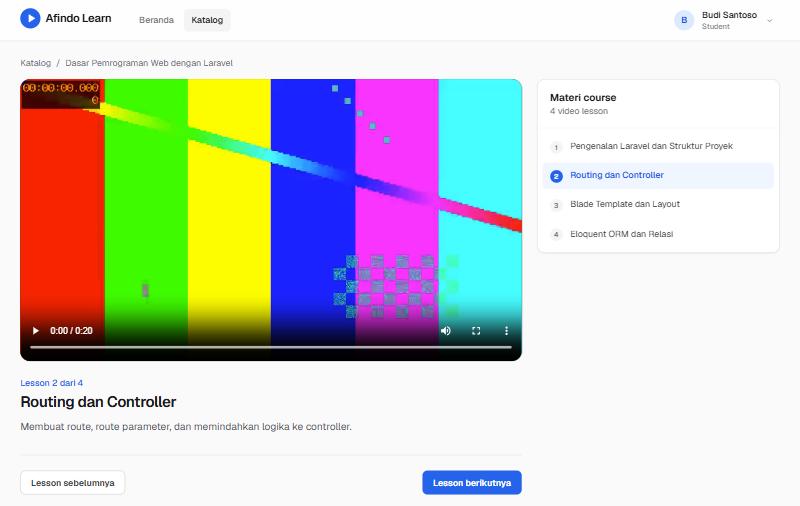 Afindo Learn
Beranda
Katalog
B
Budi Santoso
Student
Katalog / Dasar Pemrograman Web dengan Laravel
00:00:00.000
0
0:00 / 0:20
Materi course
4 video lesson
1 Pengenalan Laravel dan Struktur Proyek
2 Routing dan Controller
3 Blade Template dan Layout
4 Eloquent ORM dan Relasi
Lesson 2 dari 4
Routing dan Controller
Membuat route, route parameter, dan memindahkan logika ke controller.
Lesson sebelumnya
Lesson berikutnya